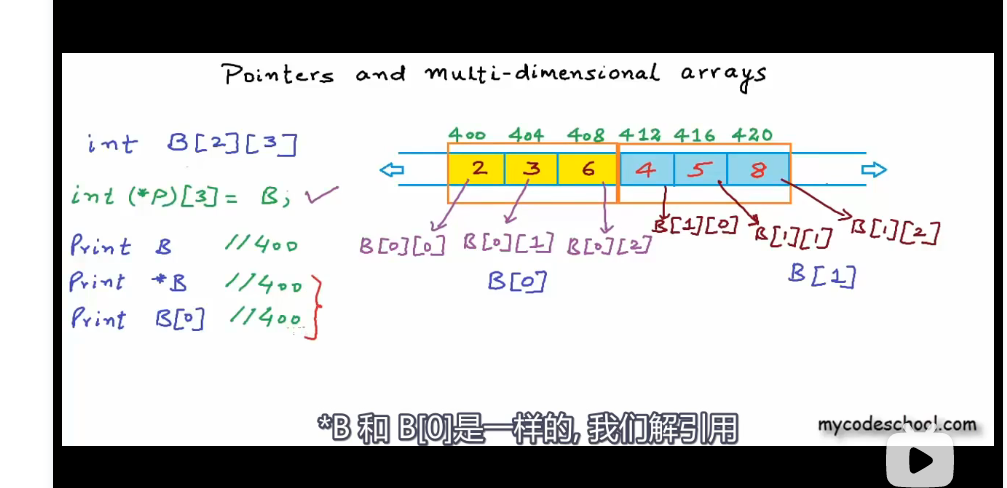 Pointers and multi-dimensional arrays
int B[2][3]
int (*P)[3] = B;
Print B //400
Print *B //400
Print B[0] //400
400 404 408 412 416 420
2 3 6 4 5 8
B[0][0] B[0][1] B[0][2] B[1][0] B[1][1] B[1][2]
B[0] B[1]
*B 和 B[0]是一样的, 我们解引用
mycodeschool.com